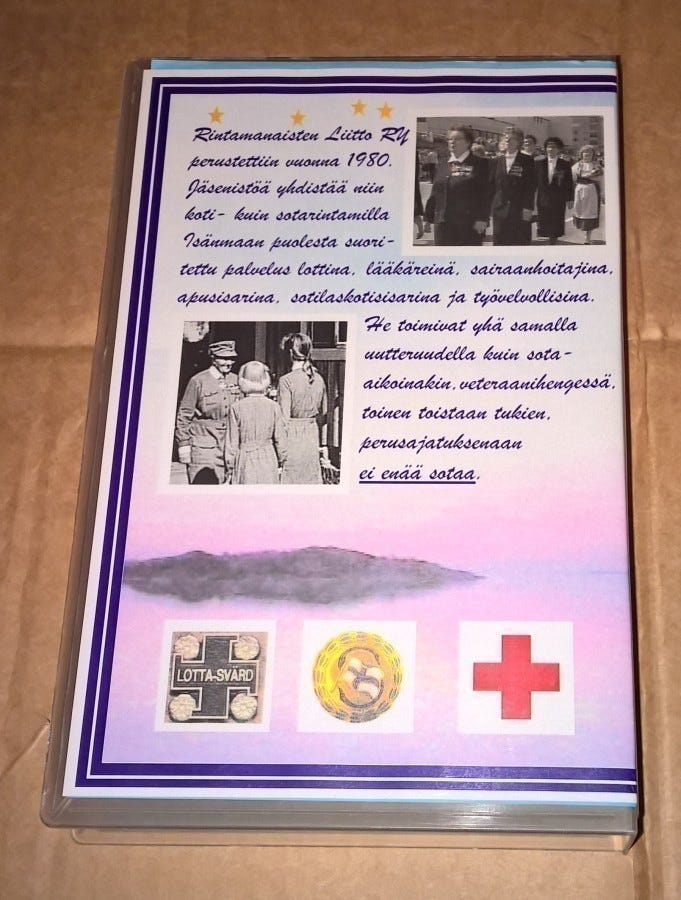 Rintamanaisten Liitto RY
perustettiin vuonna 1980.
Jäsenistöä yhdistää niin
koti- kuin sotarintamilla
Isänmaan puolesta suori-
tettu palvelus lottina, lääkäreinä, sairaanhoitajina,
apusisarina, sotilaskotisisarina ja työvelvollisina.
He toimivat yhä samalla
uutteruudella kuin sota-
aikoinakin, veteraanihengessä,
toinen toistaan tukien,
perusajatuksenaan
ei enää sotaa.
LOTTA-SVÄRD